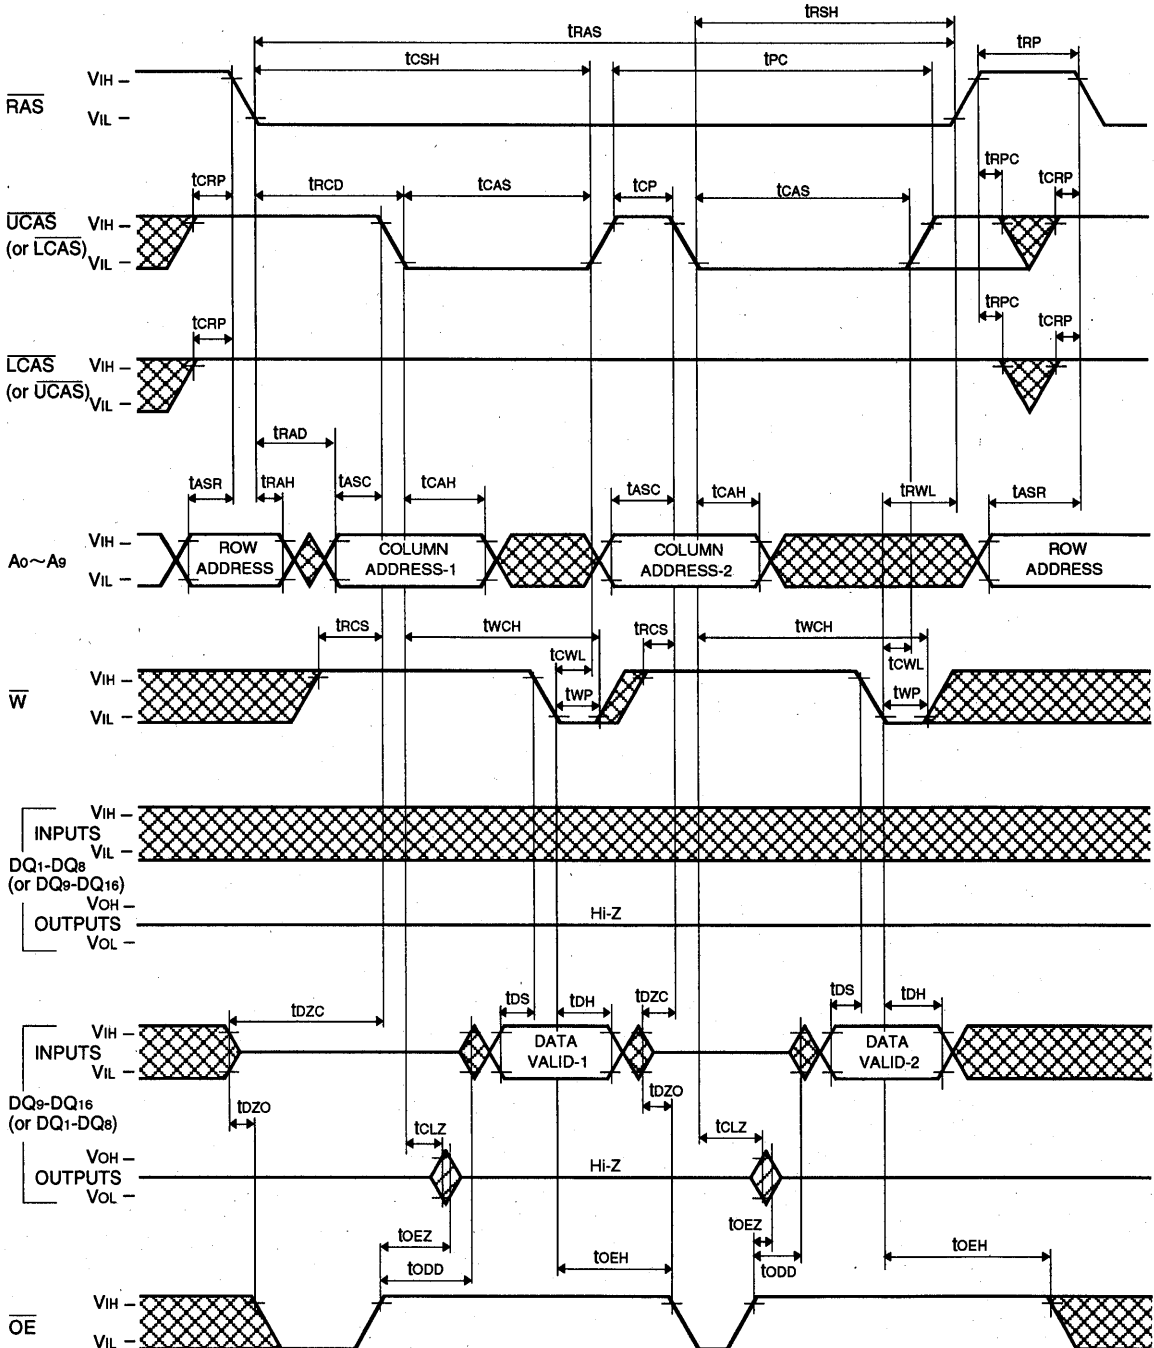 tRSH
tRAS
tRP
tCSH
tPC
VIH
RAS
VIL
tRPC
tCRP
tRCD
tCAS
tCP
tCAS
tCRP
UCAS
VIH
(or LCAS)
VIL
tRPC
tCRP
tCRP
LCAS
VIH
(or UCAS)
VIL
tRAD
tASR
tRAH
tASC
tCAH
tASC
tCAH
tRWL
tASR
VIH
A0~A9
VIL
ROW
ADDRESS
COLUMN
ADDRESS-1
COLUMN
ADDRESS-2
ROW
ADDRESS
tRCS
tWCH
tRCS
tWCH
tCWL
tCWL
tWP
tWP
VIH
W
VIL
VIH
INPUTS
VIL
DQ1-DQ8
(or DQ9-DQ16)
VOH
OUTPUTS
VOL
Hi-Z
tDZC
tDS
tDH
tDZC
tDS
tDH
VIH
INPUTS
VIL
DATA
VALID-1
DATA
VALID-2
DQ9-DQ16
(or DQ1-DQ8)
tDZO
tDZO
tCLZ
tCLZ
VOH
OUTPUTS
VOL
Hi-Z
tOEZ
tOEZ
tODD
tOEH
tODD
tOEH
VIH
OE
VIL